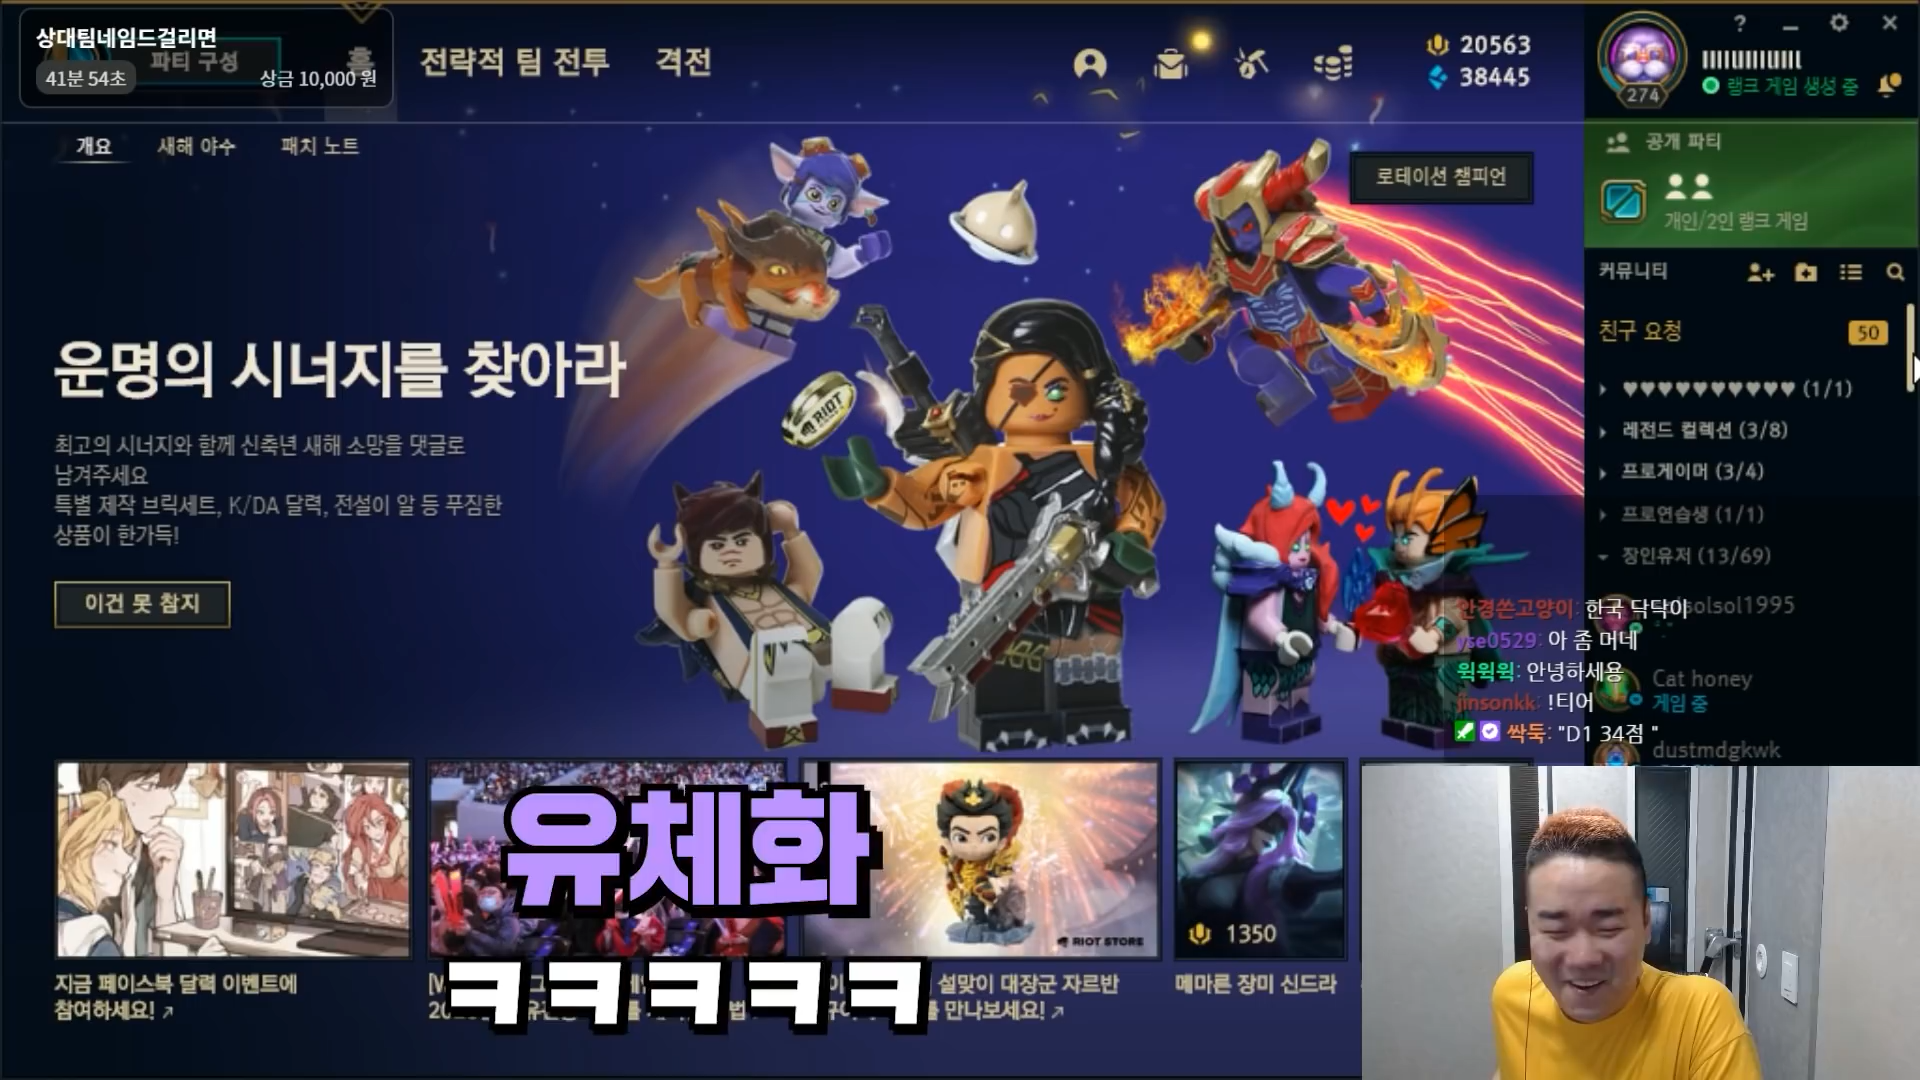 상대팀네임드걸리면
41분 54초
상금 10,000 원
파티 구성
홈
전략적 팀 전투
격전
20563
38445
274
랭크 게임 생성 중
개요
새해 야수
패치 노트
로테이션 챔피언
공개 파티
개인/2인 랭크 게임
커뮤니티
친구 요청
50
♥♥♥♥♥♥♥♥♥♥ (1/1)
레전드 컬렉션 (3/8)
프로게이머 (3/4)
프로연습생 (1/1)
장인유저 (13/69)
운명의 시너지를 찾아라
최고의 시너지와 함께 신축년 새해 소망을 댓글로
남겨주세요
특별 제작 브릭세트, K/DA 달력, 전설이 알 등 푸짐한
상품이 한가득!
이건 못 참지
RIOT
안경쓴고양이: 한국 닥닥이
yse0529: 아 좀 머네
윅윅윅: 안녕하세용
jinsonkk: !티어
싹둑: "D1 34점 "
Cat honey
게임 중
dustmdgkwk
유체화
ㅋㅋㅋㅋㅋ
RIOT STORE
1350
지금 페이스북 달력 이벤트에
참여하세요!
설맞이 대장군 자르반
만나보세요!
메마른 장미 신드라